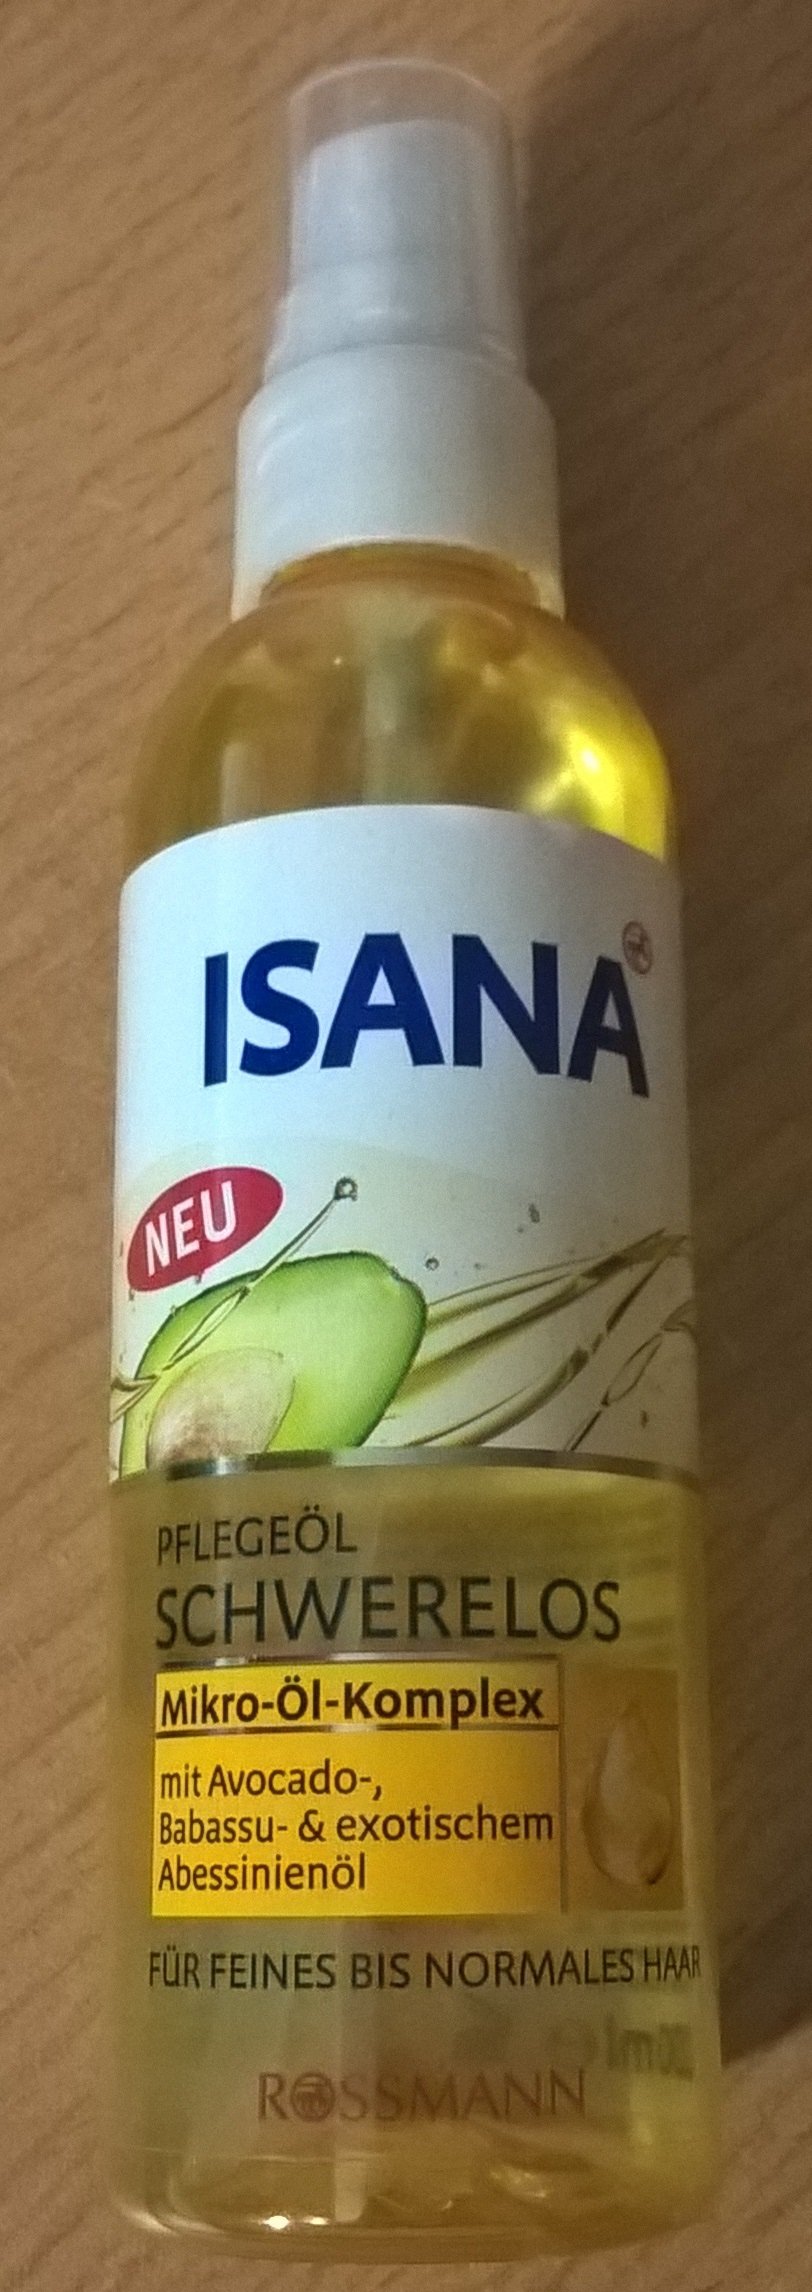 ISANA
NEU
PFLEGEÖL
SCHWERELOS
Mikro-Öl-Komplex
mit Avocado-,
Babassu- & exotischem
Abessinienöl
FÜR FEINES BIS NORMALES HAAR
ROSSMANN